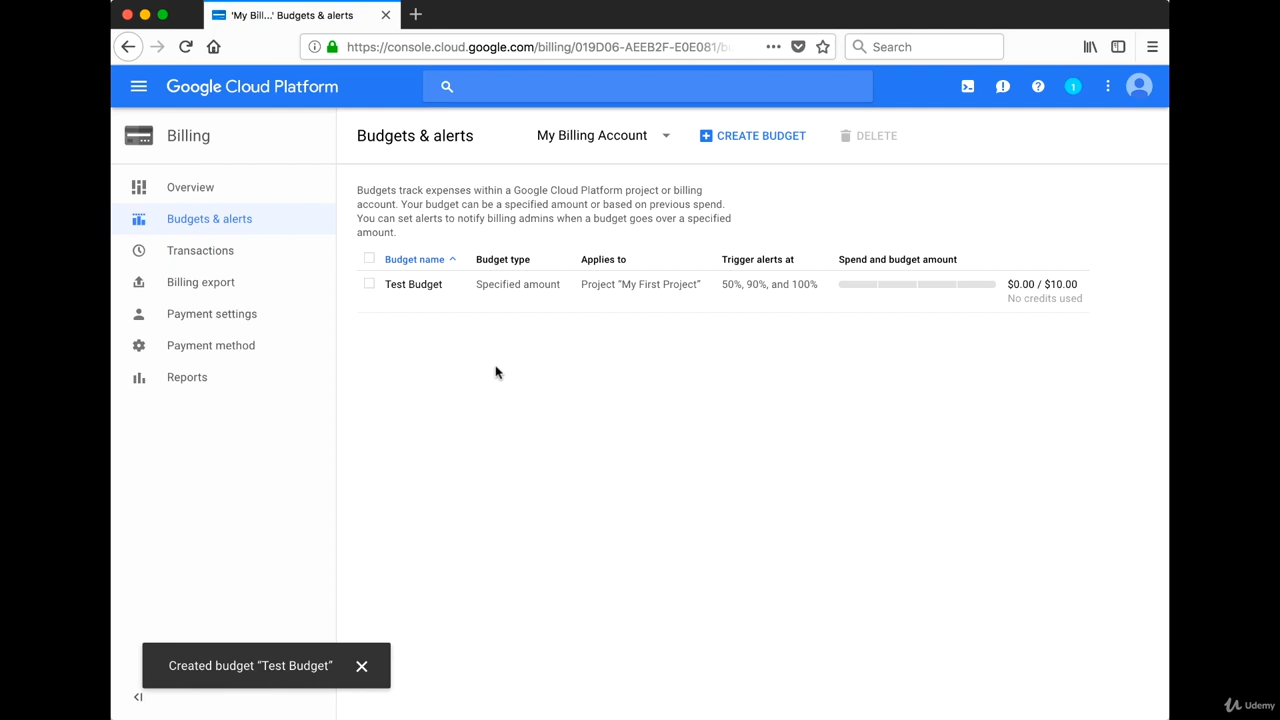 'My Bill...' Budgets & alerts
https://console.cloud.google.com/billing/019D06-AEEB2F-E0E081/bu
Search
Google Cloud Platform
1
Billing
Budgets & alerts
My Billing Account
CREATE BUDGET
DELETE
Overview
Budgets & alerts
Transactions
Billing export
Payment settings
Payment method
Reports
Budgets track expenses within a Google Cloud Platform project or billing
account. Your budget can be a specified amount or based on previous spend.
You can set alerts to notify billing admins when a budget goes over a specified
amount.
Budget name Budget type Applies to Trigger alerts at Spend and budget amount
Test Budget Specified amount Project “My First Project” 50%, 90%, and 100% $0.00 / $10.00
No credits used
Created budget “Test Budget”
Udemy